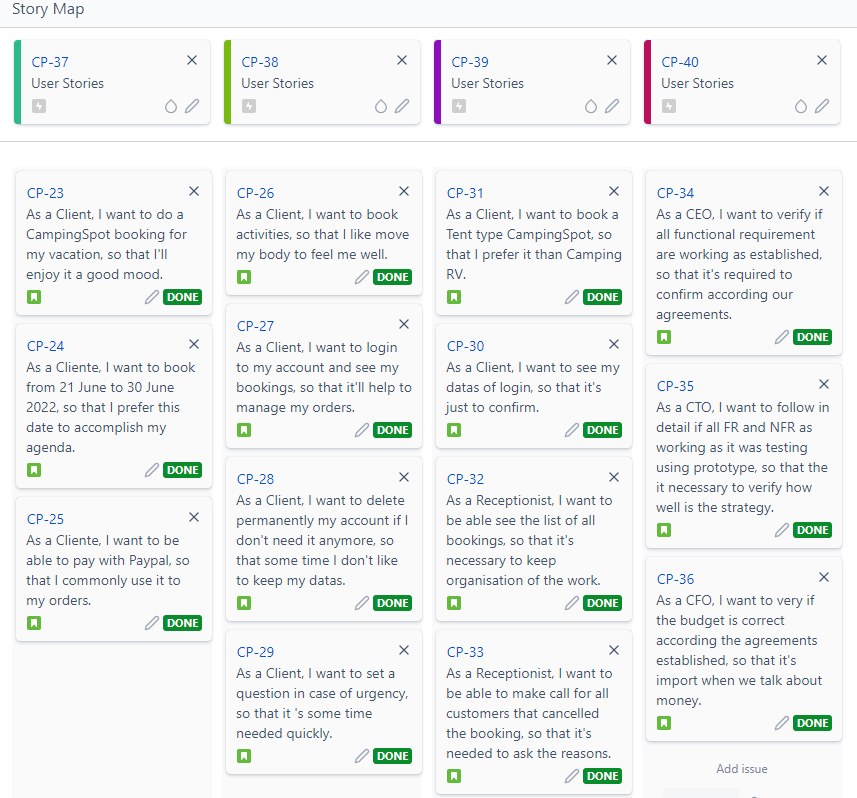 Story Map
CP-37
User Stories
CP-38
User Stories
CP-39
User Stories
CP-40
User Stories
CP-23
As a Client, I want to do a
CampingSpot booking for
my vacation, so that I'll
enjoy it a good mood.
DONE
CP-24
As a Cliente, I want to book
from 21 June to 30 June
2022, so that I prefer this
date to accomplish my
agenda.
DONE
CP-25
As a Cliente, I want to be
able to pay with Paypal, so
that I commonly use it to
my orders.
DONE
CP-26
As a Client, I want to book
activities, so that I like move
my body to feel me well.
DONE
CP-27
As a Client, I want to login
to my account and see my
bookings, so that it'll help to
manage my orders.
DONE
CP-28
As a Client, I want to delete
permanently my account if I
don't need it anymore, so
that some time I don't like
to keep my datas.
DONE
CP-29
As a Client, I want to set a
question in case of urgency,
so that it 's some time
needed quickly.
DONE
CP-31
As a Client, I want to book a
Tent type CampingSpot, so
that I prefer it than Camping
RV.
DONE
CP-30
As a Client, I want to see my
datas of login, so that it's
just to confirm.
DONE
CP-32
As a Receptionist, I want to
be able see the list of all
bookings, so that it's
necessary to keep
organisation of the work.
DONE
CP-33
As a Receptionist, I want to
be able to make call for all
customers that cancelled
the booking, so that it's
needed to ask the reasons.
DONE
CP-34
As a CEO, I want to verify if
all functional requirement
are working as established,
so that it's required to
confirm according our
agreements.
DONE
CP-35
As a CTO, I want to follow in
detail if all FR and NFR as
working as it was testing
using prototype, so that the
it necessary to verify how
well is the strategy.
DONE
CP-36
As a CFO, I want to very if
the budget is correct
according the agreements
established, so that it's
import when we talk about
money.
DONE
Add issue